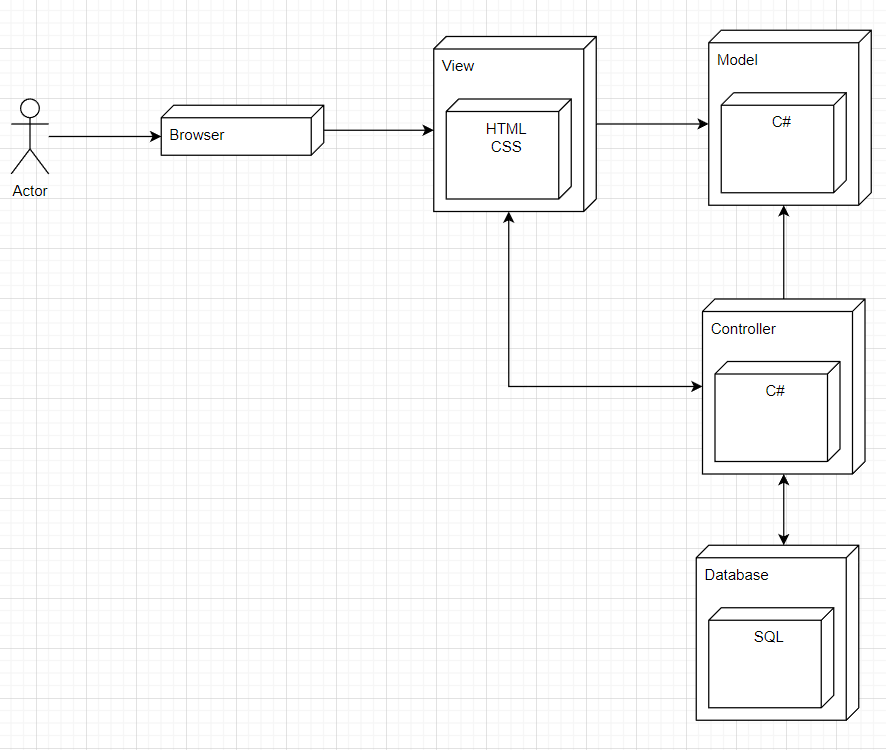 Actor
Browser
View
HTML
CSS
Model
C#
Controller
C#
Database
SQL